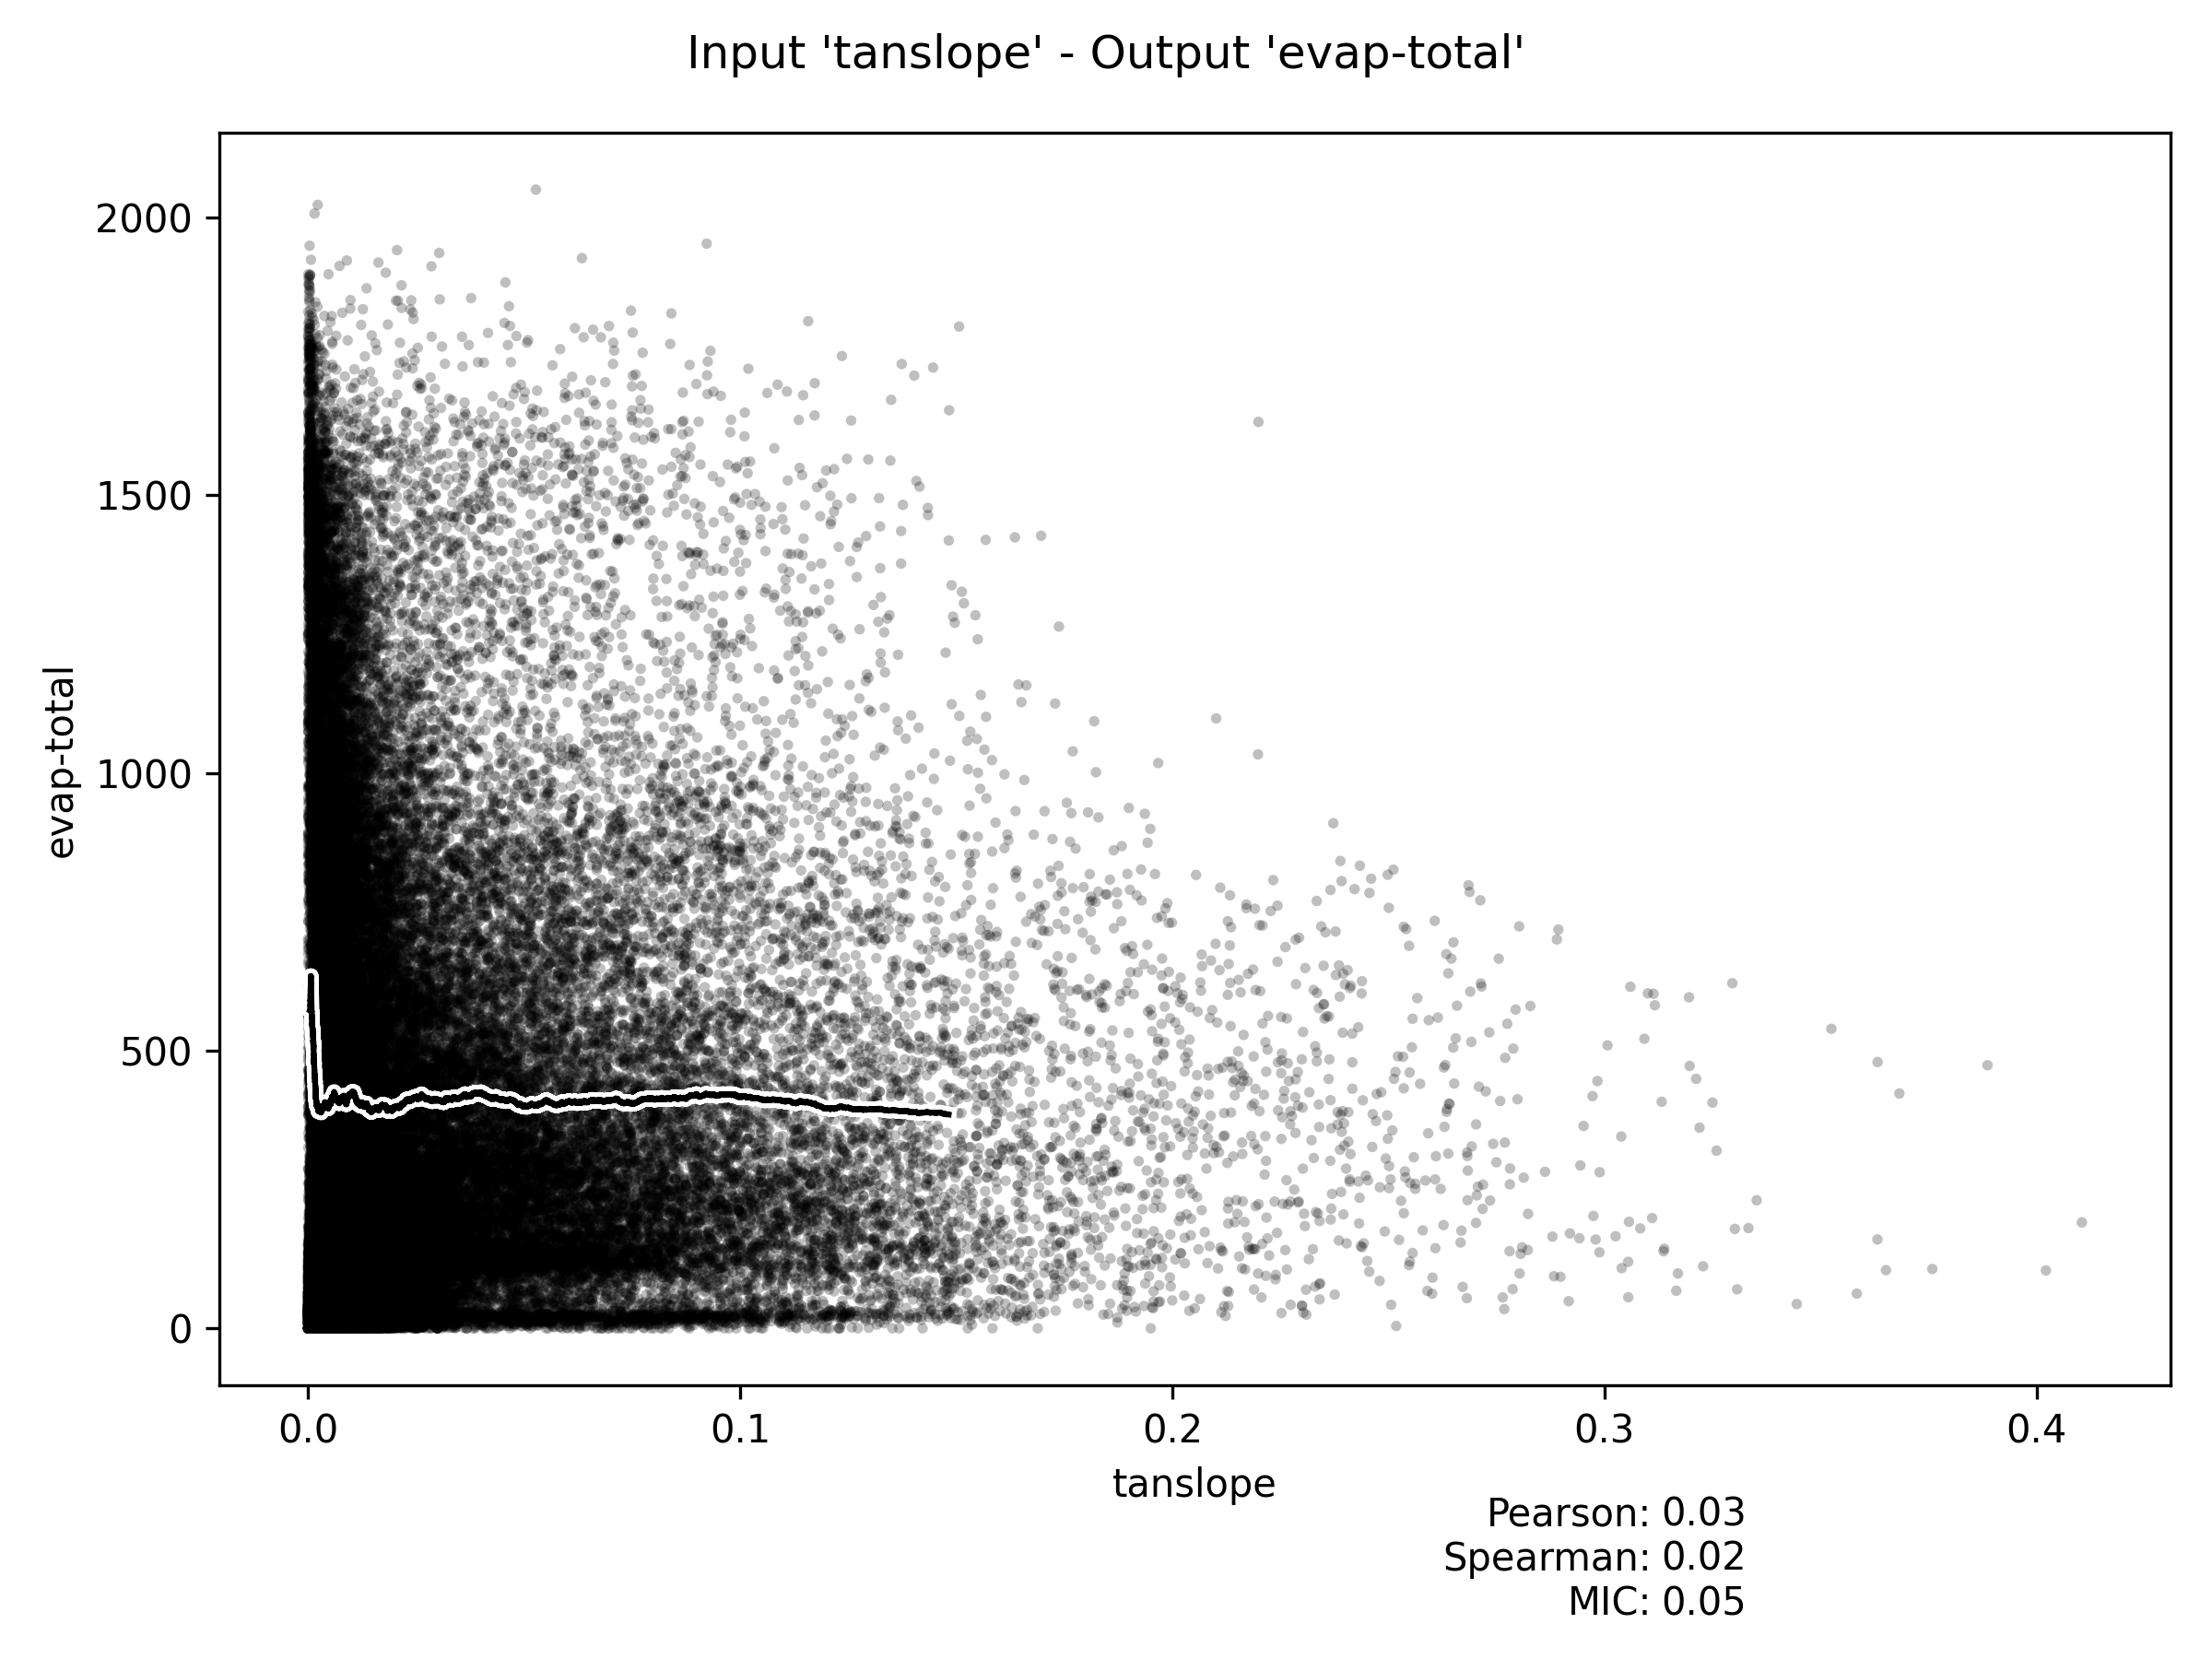 Input 'tanslope' - Output 'evap-total'
2000
1500
1000
500
0
evap-total
0.0 0.1 0.2 0.3 0.4
tanslope
Pearson: 0.03
Spearman: 0.02
MIC: 0.05